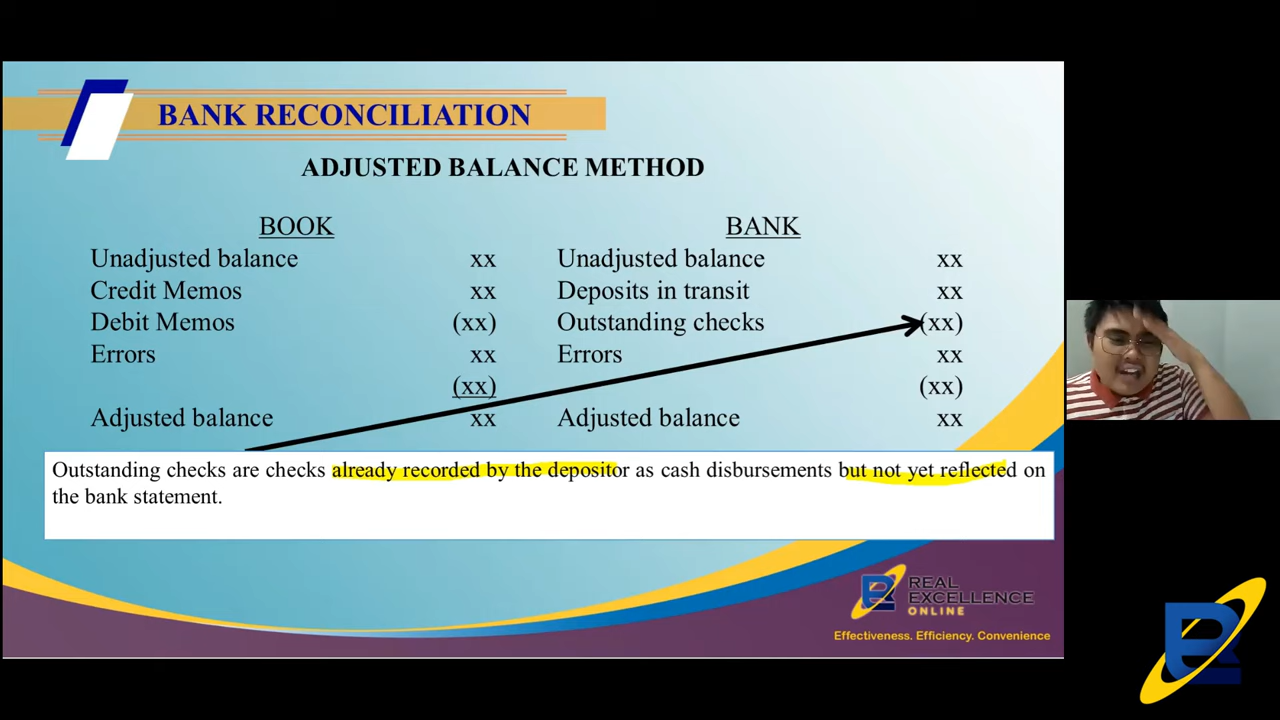 BANK RECONCILIATION
ADJUSTED BALANCE METHOD
BOOK
Unadjusted balance xx
Credit Memos xx
Debit Memos (xx)
Errors xx
(xx)
Adjusted balance xx
BANK
Unadjusted balance xx
Deposits in transit xx
Outstanding checks (xx)
Errors xx
(xx)
Adjusted balance xx
Outstanding checks are checks already recorded by the depositor as cash disbursements but not yet reflected on
the bank statement.
REAL
EXCELLENCE
ONLINE
Effectiveness. Efficiency. Convenience